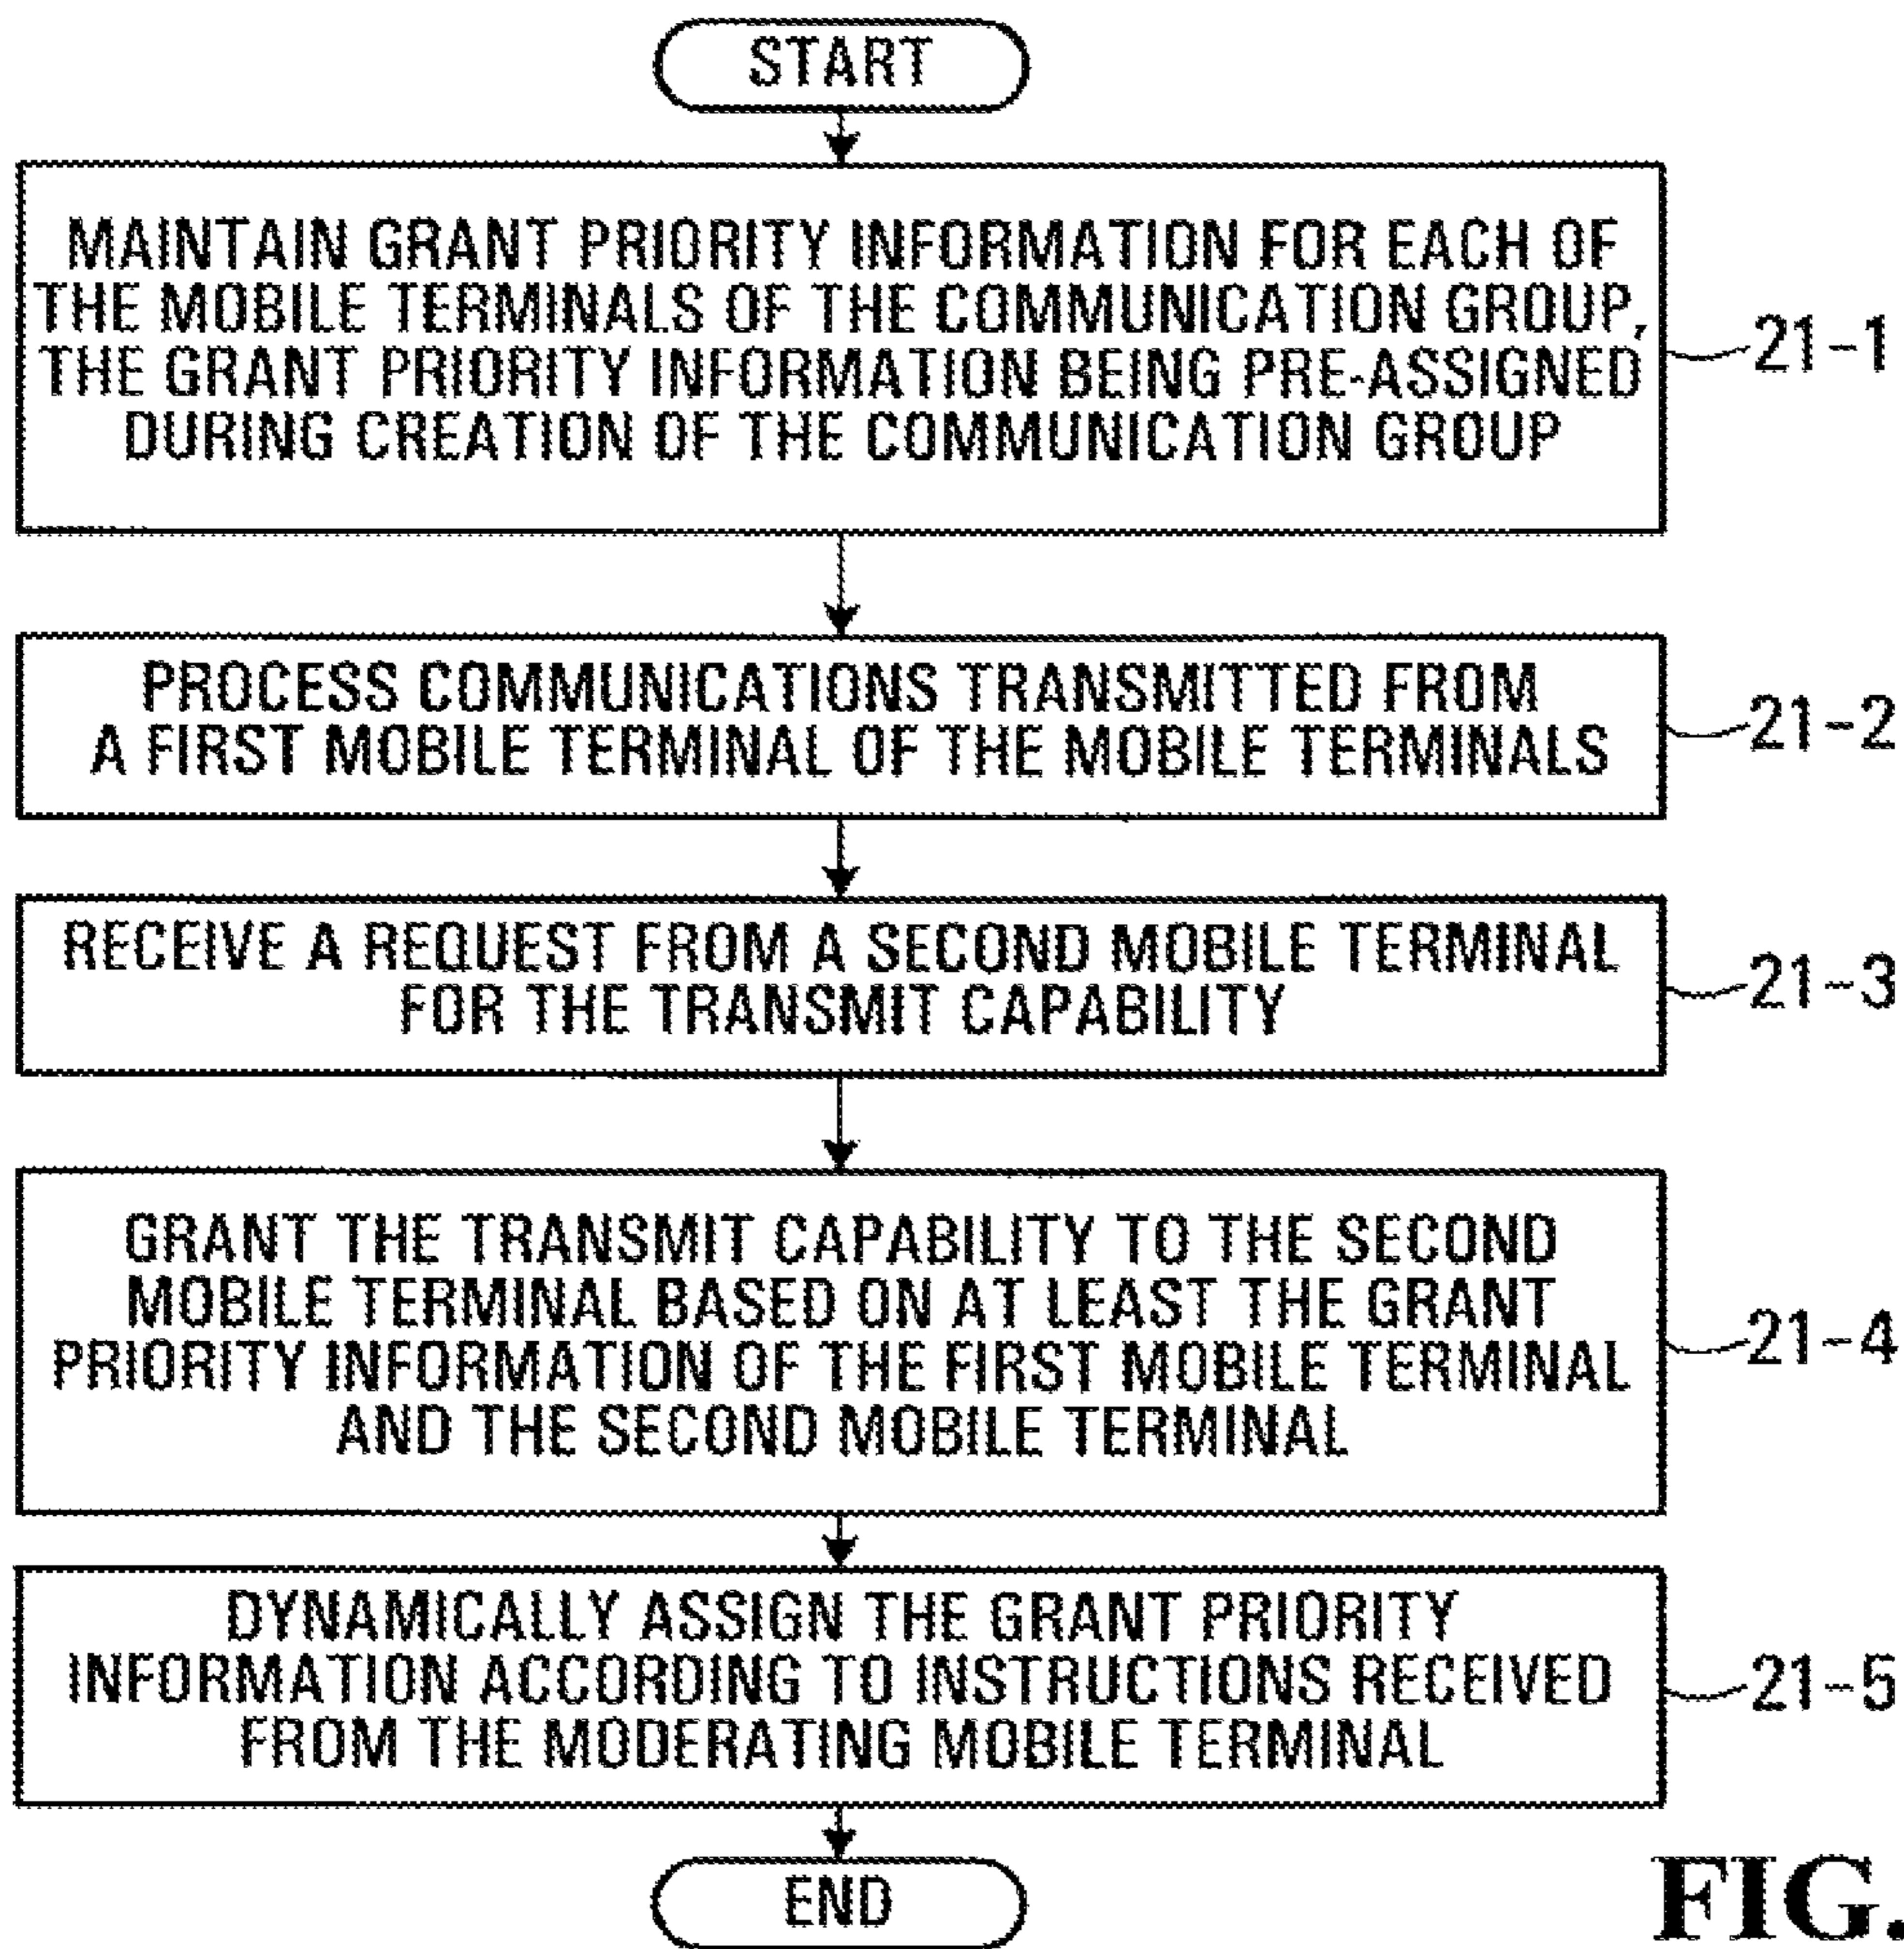 START
MAINTAIN GRANT PRIORITY INFORMATION FOR EACH OF
THE MOBILE TERMINALS OF THE COMMUNICATION GROUP,
THE GRANT PRIORITY INFORMATION BEING PRE-ASSIGNED
DURING CREATION OF THE COMMUNICATION GROUP
21-1
PROCESS COMMUNICATIONS TRANSMITTED FROM
A FIRST MOBILE TERMINAL OF THE MOBILE TERMINALS
21-2
RECEIVE A REQUEST FROM A SECOND MOBILE TERMINAL
FOR THE TRANSMIT CAPABILITY
21-3
GRANT THE TRANSMIT CAPABILITY TO THE SECOND
MOBILE TERMINAL BASED ON AT LEAST THE GRANT
PRIORITY INFORMATION OF THE FIRST MOBILE TERMINAL
AND THE SECOND MOBILE TERMINAL
21-4
DYNAMICALLY ASSIGN THE GRANT PRIORITY
INFORMATION ACCORDING TO INSTRUCTIONS RECEIVED
FROM THE MODERATING MOBILE TERMINAL
21-5
END
FIG.